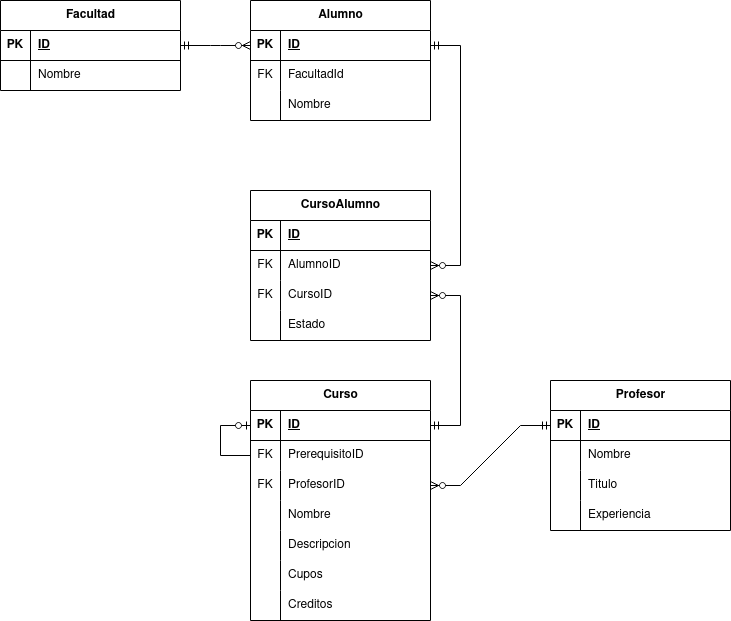 Facultad
PK ID
Nombre
Alumno
PK ID
FK FacultadId
Nombre
CursoAlumno
PK ID
FK AlumnoID
FK CursoID
Estado
Curso
PK ID
FK PrerequisitoID
FK ProfesorID
Nombre
Descripcion
Cupos
Creditos
Profesor
PK ID
Nombre
Titulo
Experiencia